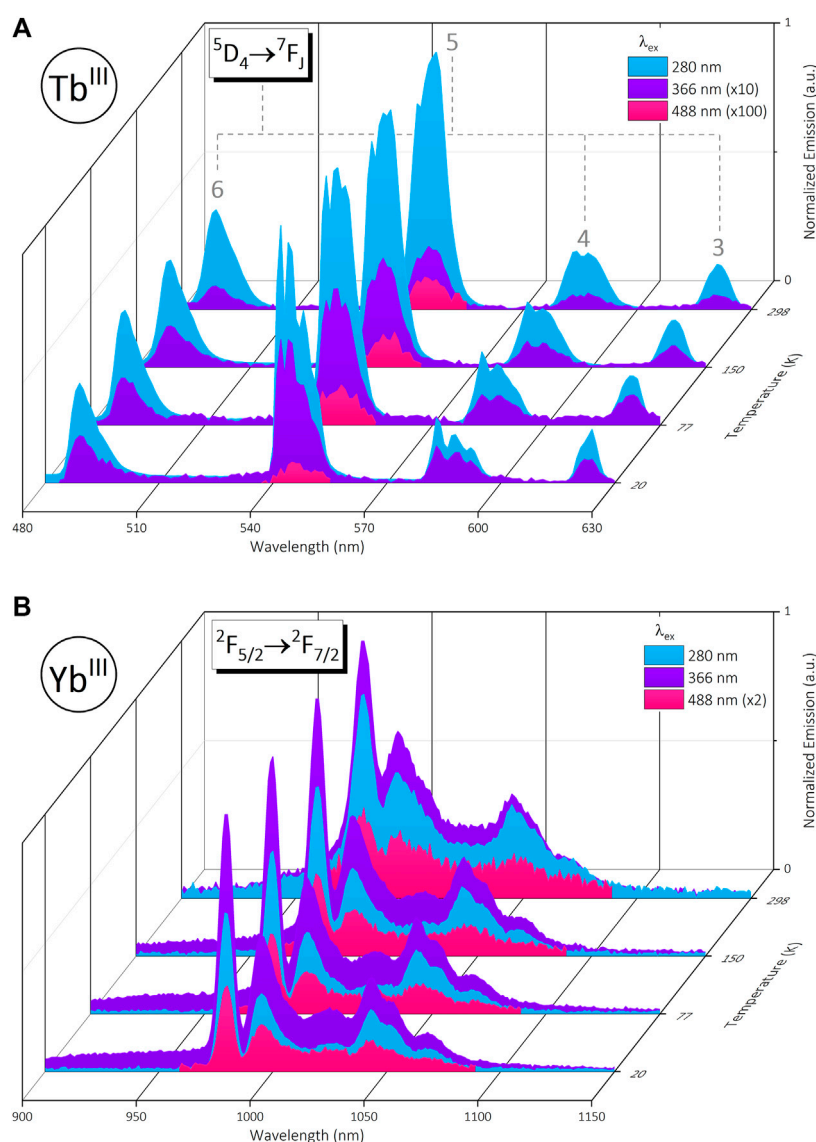 A
Tb^III
⁵D₄→⁷F_J
5
6
4
3
λ_ex
280 nm
366 nm (x10)
488 nm (x100)
1
0
Normalized Emission (a.u.)
298
150
77
20
Temperature (K)
480
510
540
570
600
630
Wavelength (nm)
B
Yb^III
²F₅/₂→²F₇/₂
λ_ex
280 nm
366 nm
488 nm (x2)
1
0
Normalized Emission (a.u.)
298
150
77
20
Temperature (K)
900
950
1000
1050
1100
1150
Wavelength (nm)